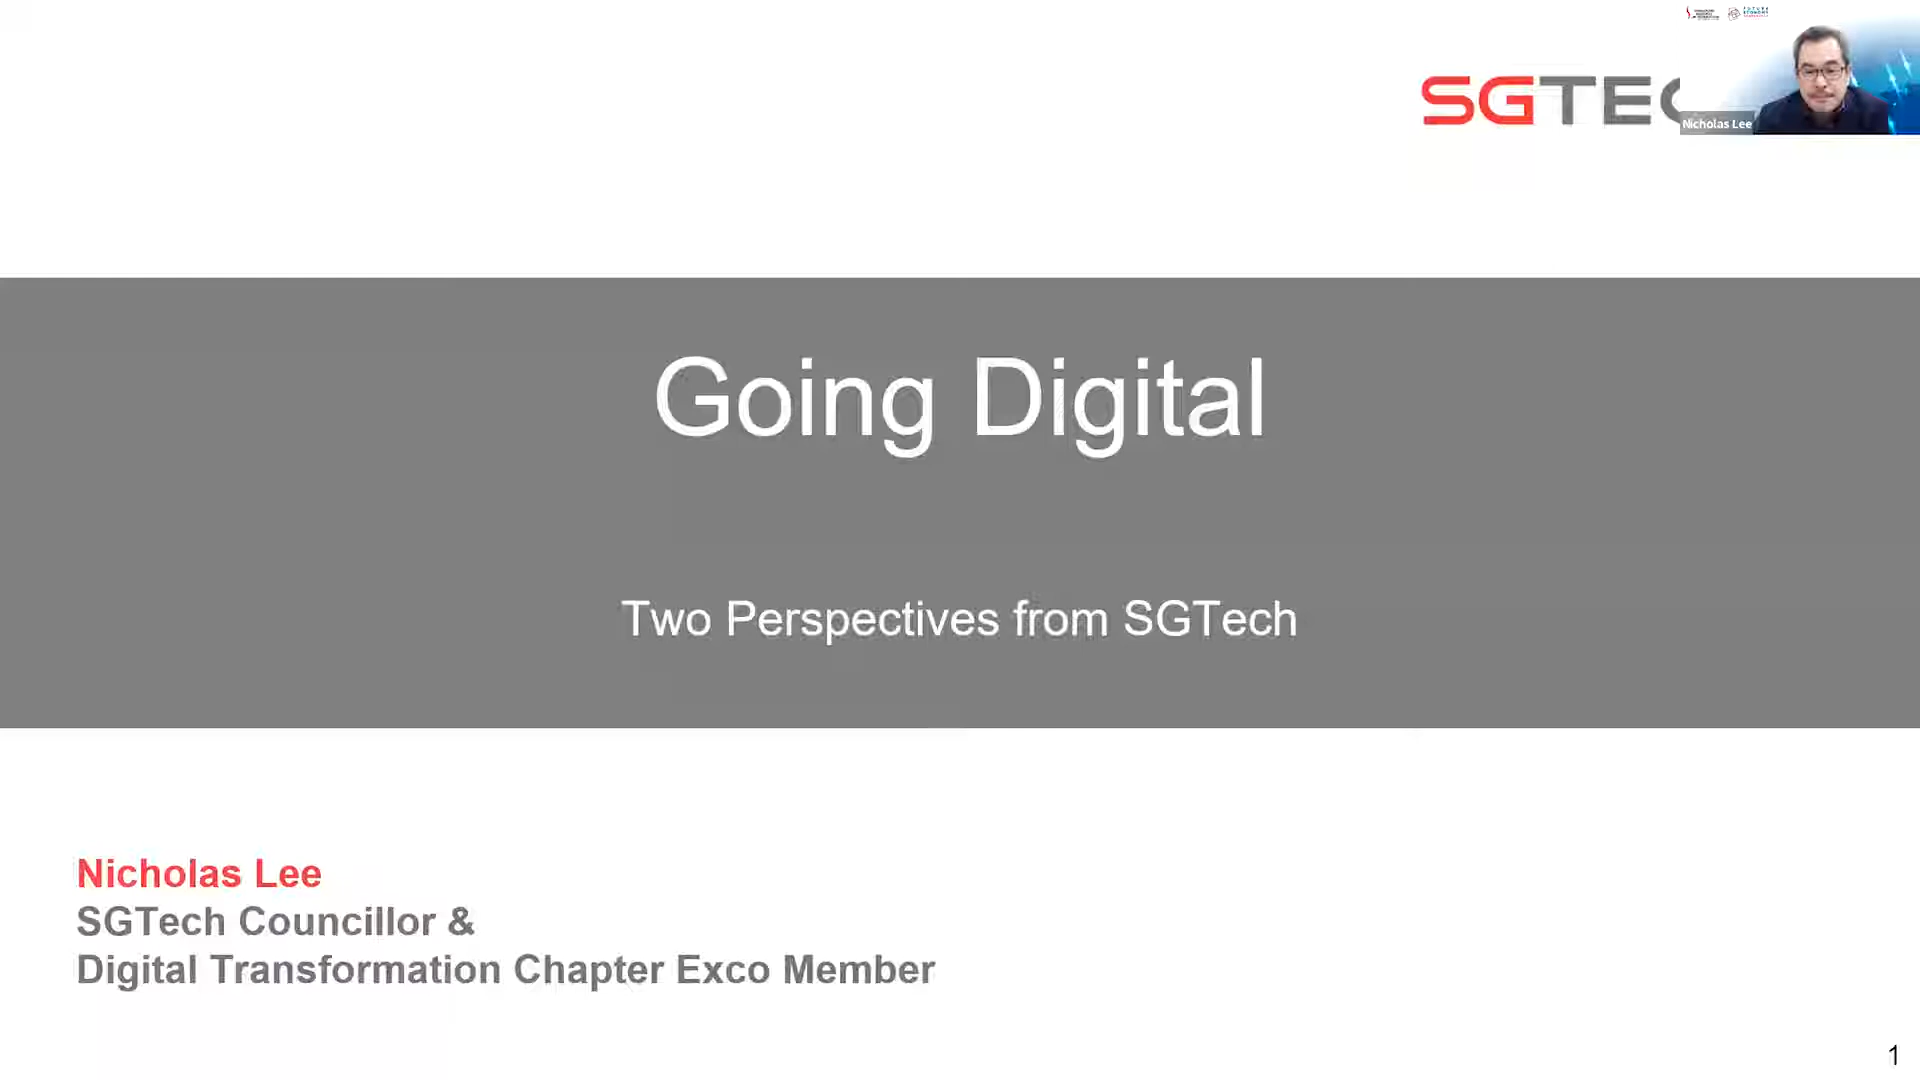 SGTEC
Nicholas Lee
Going Digital
Two Perspectives from SGTech
Nicholas Lee
SGTech Councillor &
Digital Transformation Chapter Exco Member
1